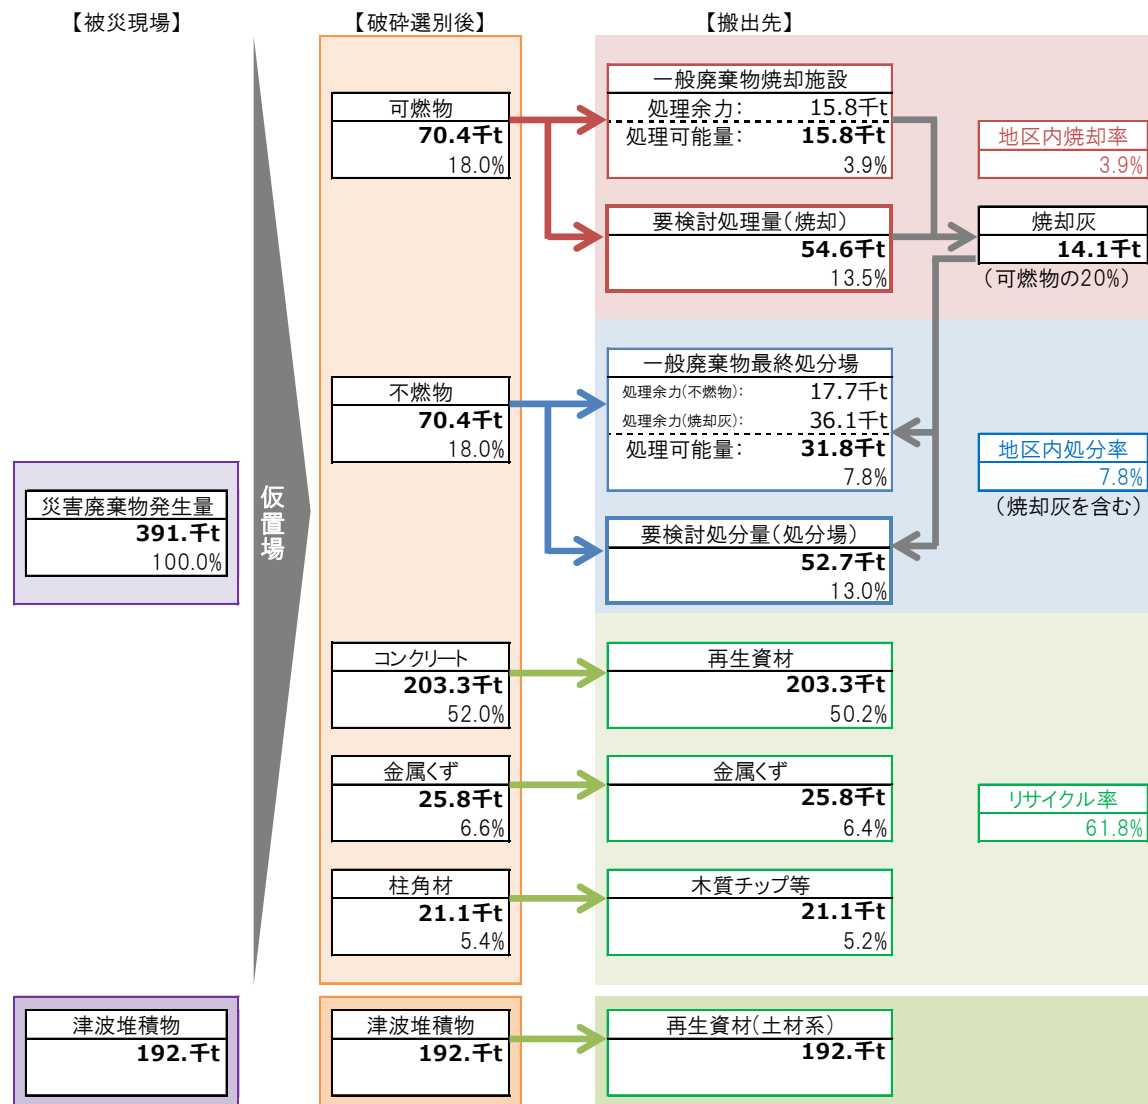 【被災現場】
【破砕選別後】
【搬出先】
災害廃棄物発生量
391.千t
100.0%
仮置場
可燃物
70.4千t
18.0%
一般廃棄物焼却施設
処理余力： 15.8千t
処理可能量： 15.8千t
3.9%
地区内焼却率
3.9%
要検討処理量（焼却）
54.6千t
13.5%
焼却灰
14.1千t
（可燃物の20%）
不燃物
70.4千t
18.0%
一般廃棄物最終処分場
処理余力(不燃物)： 17.7千t
処理余力(焼却灰)： 36.1千t
処理可能量： 31.8千t
7.8%
地区内処分率
7.8%
（焼却灰を含む）
要検討処分量（処分場）
52.7千t
13.0%
コンクリート
203.3千t
52.0%
再生資材
203.3千t
50.2%
金属くず
25.8千t
6.6%
金属くず
25.8千t
6.4%
リサイクル率
61.8%
柱角材
21.1千t
5.4%
木質チップ等
21.1千t
5.2%
津波堆積物
192.千t
津波堆積物
192.千t
再生資材（土材系）
192.千t